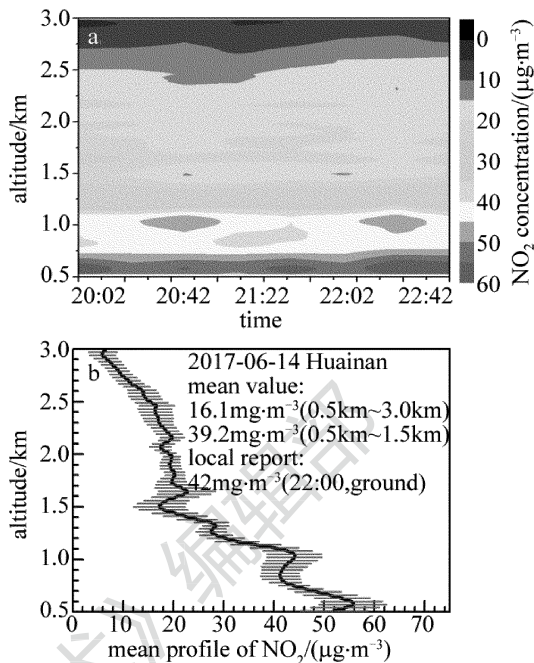 3.0
2.5
2.0
1.5
1.0
0.5
altitude/km
a
20:02
20:42
21:22
22:02
22:42
time
0
10
20
30
40
50
60
NO₂ concentration/(μg·m⁻³)
3.0
2.5
2.0
1.5
1.0
0.5
altitude/km
b
2017-06-14 Huainan
mean value:
16.1mg·m⁻³(0.5km~3.0km)
39.2mg·m⁻³(0.5km~1.5km)
local report:
42mg·m⁻³(22:00,ground)
0
10
20
30
40
50
60
70
mean profile of NO₂/(μg·m⁻³)
编辑部